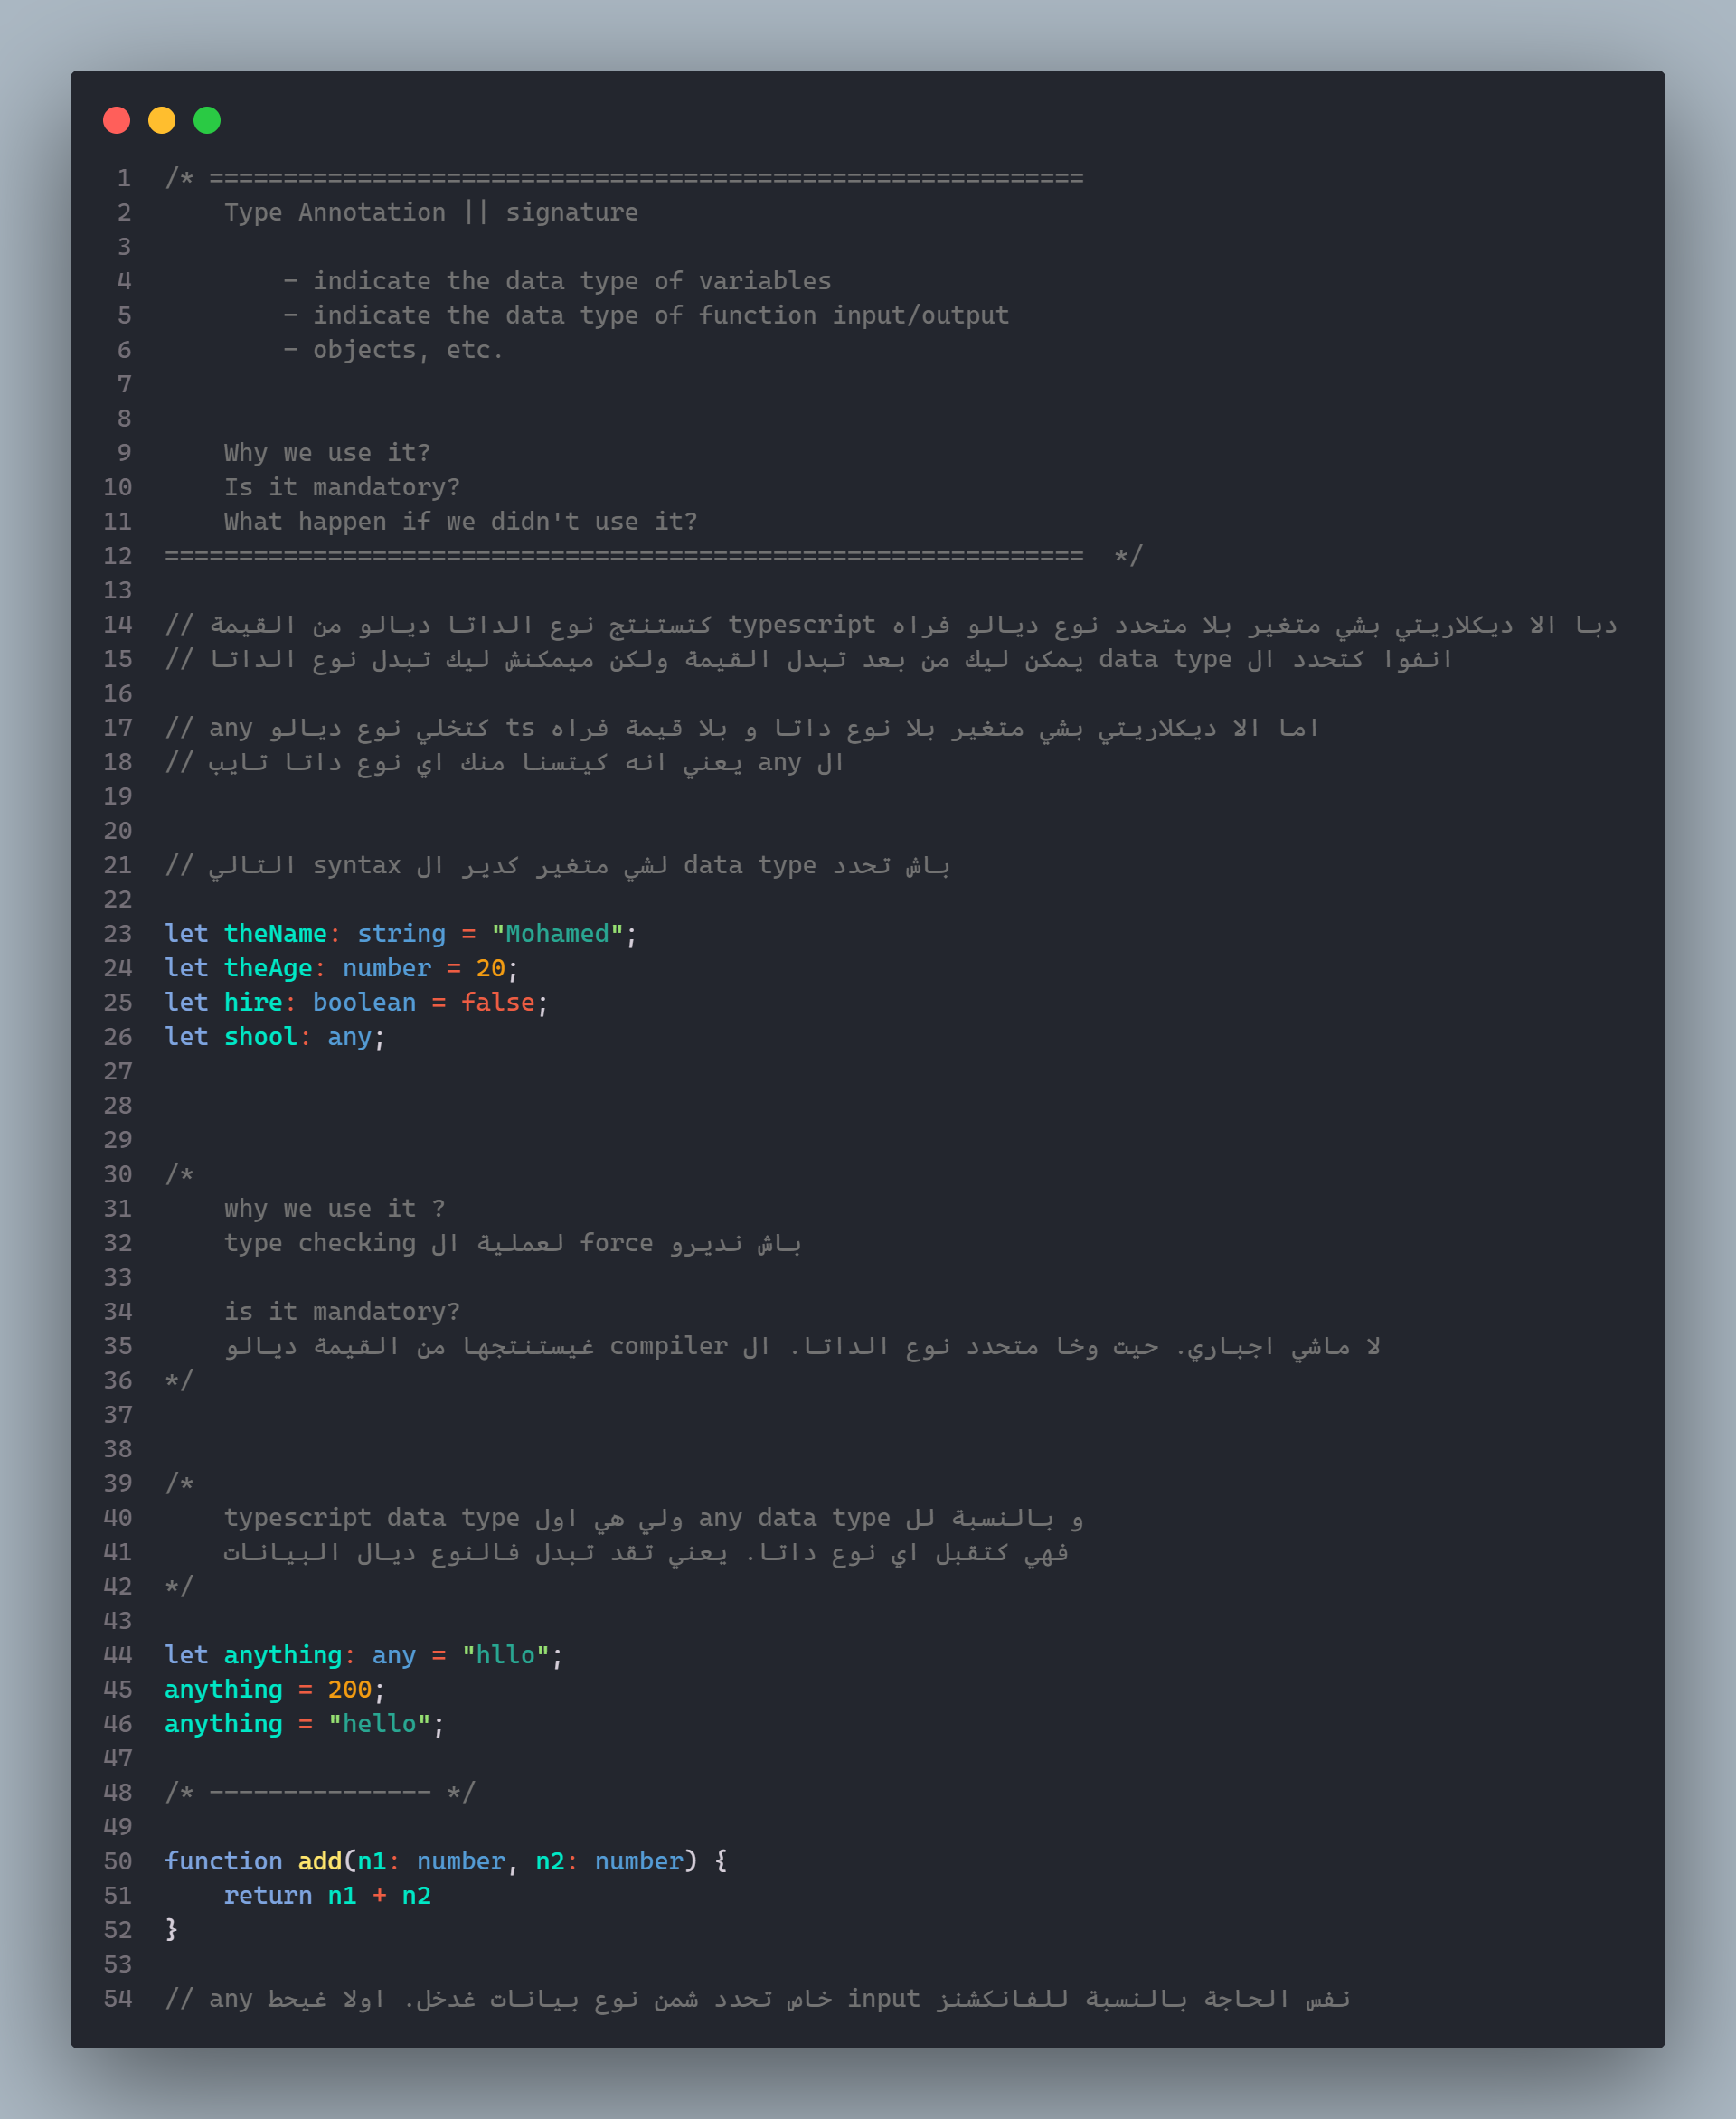 1 /* ===========================================================
2 Type Annotation || signature
3
4 - indicate the data type of variables
5 - indicate the data type of function input/output
6 - objects, etc.
7
8
9 Why we use it?
10 Is it mandatory?
11 What happen if we didn't use it?
12 ==============================================================  */
13
14 // دبا الا ديكلاريتي بشي متغير بلا متحدد نوع ديالو فراه typescript كتستنتج نوع الداتا ديالو من القيمة
15 // انفوا كتحدد ال data type يمكن ليك من بعد تبدل القيمة ولكن ميمكنش ليك تبدل نوع الداتا
16
17 // اما الا ديكلاريتي بشي متغير بلا نوع داتا و بلا قيمة فراه ts كتخلي نوع ديالو any
18 // ال any يعني انه كيتسنا منك اي نوع داتا تايب
19
20
21 // باش تحدد data type لشي متغير كدير ال syntax التالي
22
23 let theName: string = "Mohamed";
24 let theAge: number = 20;
25 let hire: boolean = false;
26 let shool: any;
27
28
29
30 /*
31 why we use it ?
32 باش نديرو force لعملية ال type checking
33
34 is it mandatory?
35 لا ماشي اجباري. حيت وخا متحدد نوع الداتا. ال compiler غيستنتجها من القيمة ديالو
36 */
37
38
39 /*
40 و بالنسبة لل any data type ولي هي اول typescript data type
41 فهي كتقبل اي نوع داتا. يعني تقد تبدل فالنوع ديال البيانات
42 */
43
44 let anything: any = "hllo";
45 anything = 200;
46 anything = "hello";
47
48 /* --------------- */
49
50 function add(n1: number, n2: number) {
51 return n1 + n2
52 }
53
54 // نفس الحاجة بالنسبة للفانكشنز input خاص تحدد شمن نوع بيانات غدخل. اولا غيحط any